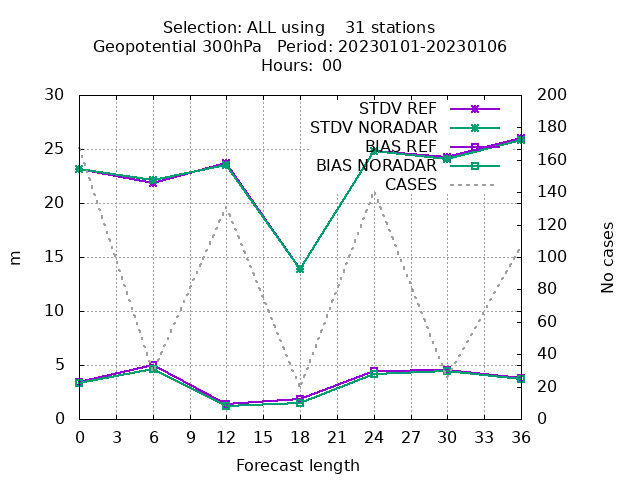 Selection: ALL using    31 stations
Geopotential 300hPa   Period: 20230101-20230106
Hours: 00
STDV REF
STDV NORADAR
BIAS REF
BIAS NORADAR
CASES
30
25
20
15
10
5
0
m
200
180
160
140
120
100
80
60
40
20
0
No cases
0 3 6 9 12 15 18 21 24 27 30 33 36
Forecast length